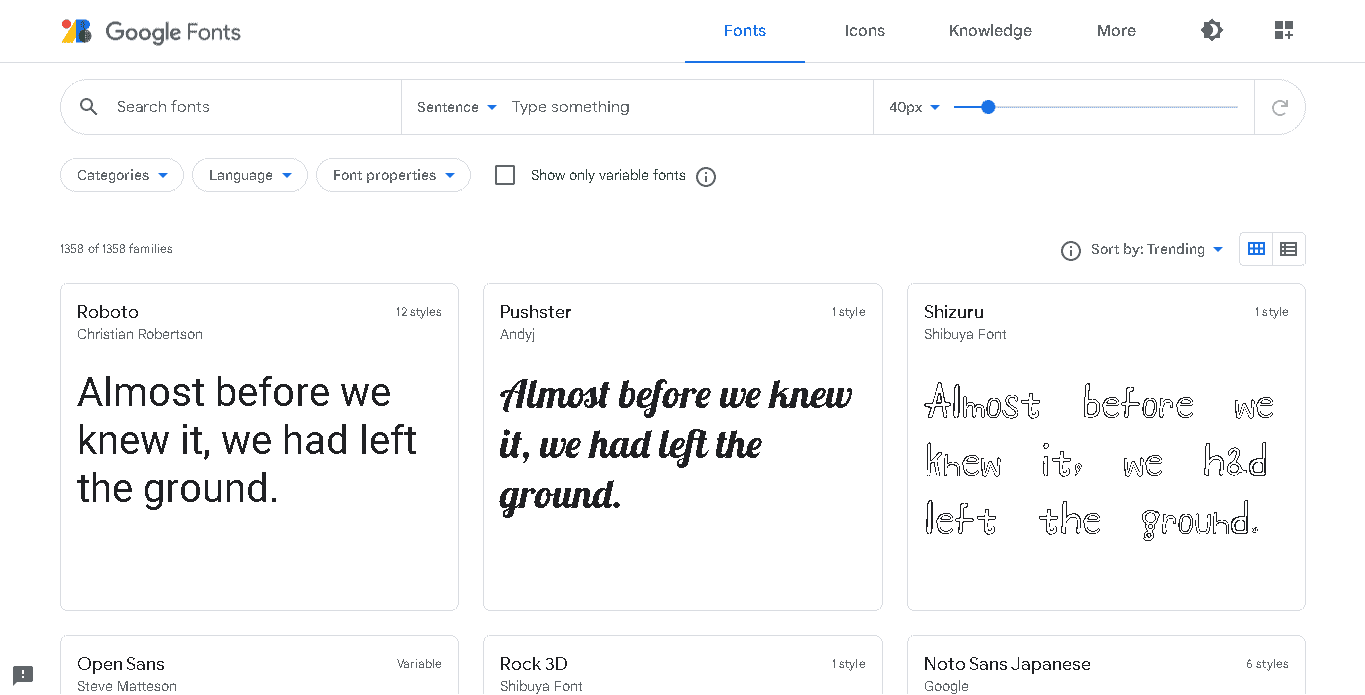 Google Fonts
Fonts
Icons
Knowledge
More
Search fonts
Sentence
Type something
40px
Categories
Language
Font properties
Show only variable fonts
1358 of 1358 families
Sort by: Trending
Roboto
12 styles
Christian Robertson
Almost before we
knew it, we had left
the ground.
Pushster
1 style
Andyj
Almost before we knew
it, we had left the
ground.
Shizuru
1 style
Shibuya Font
Almost before we
knew it, we had
left the ground.
Open Sans
Variable
Steve Matteson
Rock 3D
1 style
Shibuya Font
Noto Sans Japanese
6 styles
Google